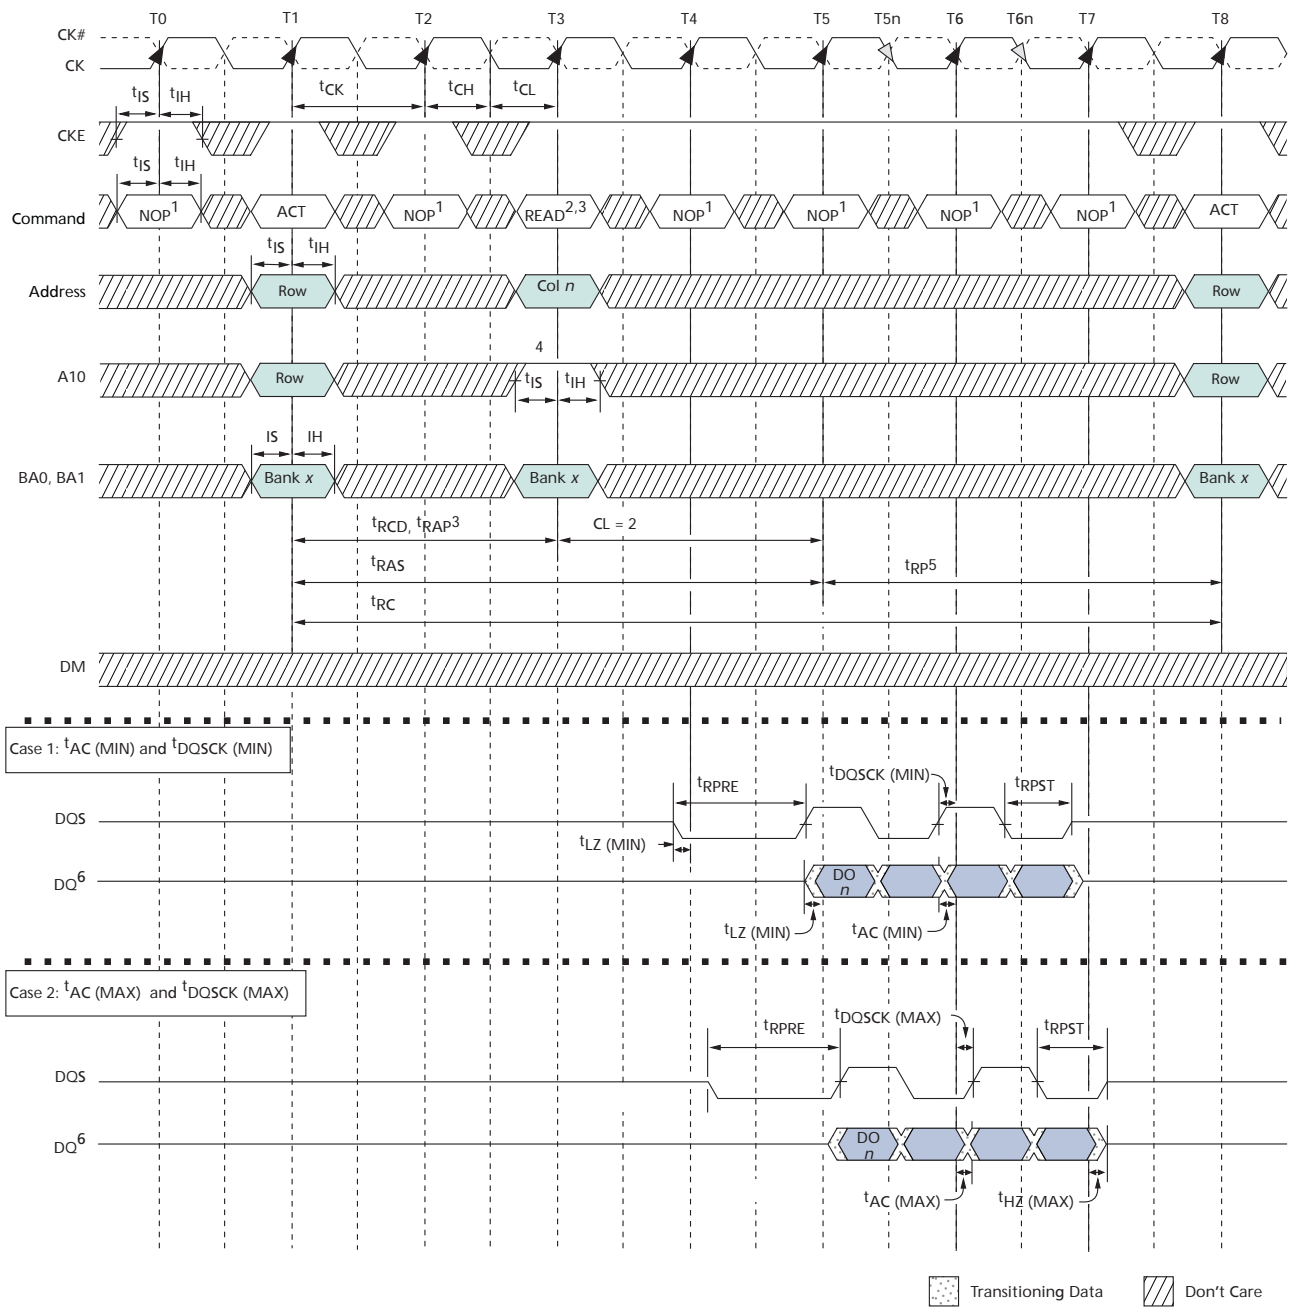 T0 T1 T2 T3 T4 T5 T5n T6 T6n T7 T8
CK#
CK
tCK tCH tCL
tIS tIH
CKE
tIS tIH
Command NOP1 ACT NOP1 READ2,3 NOP1 NOP1 NOP1 NOP1 ACT
tIS tIH
Address Row Col n Row
4
A10 Row tIS tIH Row
IS IH
BA0, BA1 Bank x Bank x Bank x
tRCD, tRAP3 CL = 2
tRAS tRP5
tRC
DM
Case 1: tAC (MIN) and tDQSCK (MIN)
tRPRE tDQSCK (MIN) tRPST
DQS
tLZ (MIN)
DQ6 DO n
tLZ (MIN) tAC (MIN)
Case 2: tAC (MAX) and tDQSCK (MAX)
tRPRE tDQSCK (MAX) tRPST
DQS
DQ6 DO n
tAC (MAX) tHZ (MAX)
Transitioning Data Don't Care